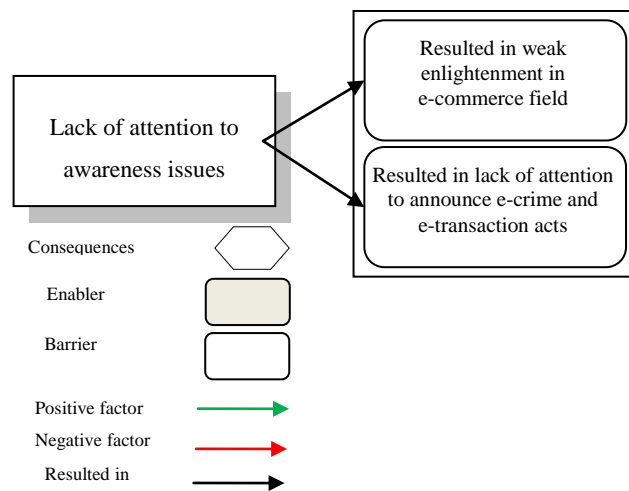 Lack of attention to
awareness issues
Resulted in weak
enlightenment in
e-commerce field
Resulted in lack of attention
to announce e-crime and
e-transaction acts
Consequences
Enabler
Barrier
Positive factor
Negative factor
Resulted in